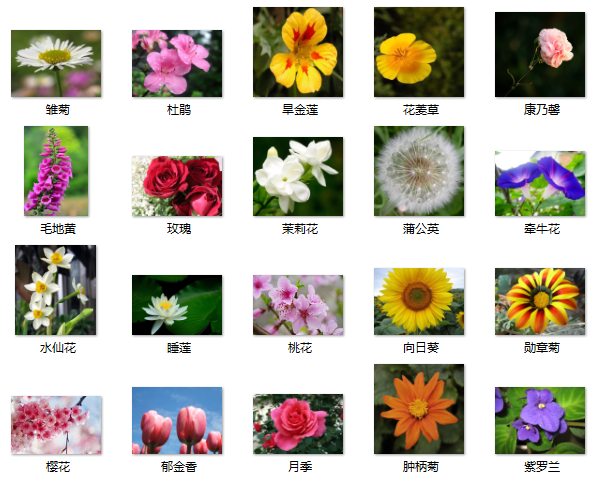 雏菊
杜鹃
旱金莲
花菱草
康乃馨
毛地黄
玫瑰
茉莉花
蒲公英
牵牛花
水仙花
睡莲
桃花
向日葵
勋章菊
樱花
郁金香
月季
肿柄菊
紫罗兰